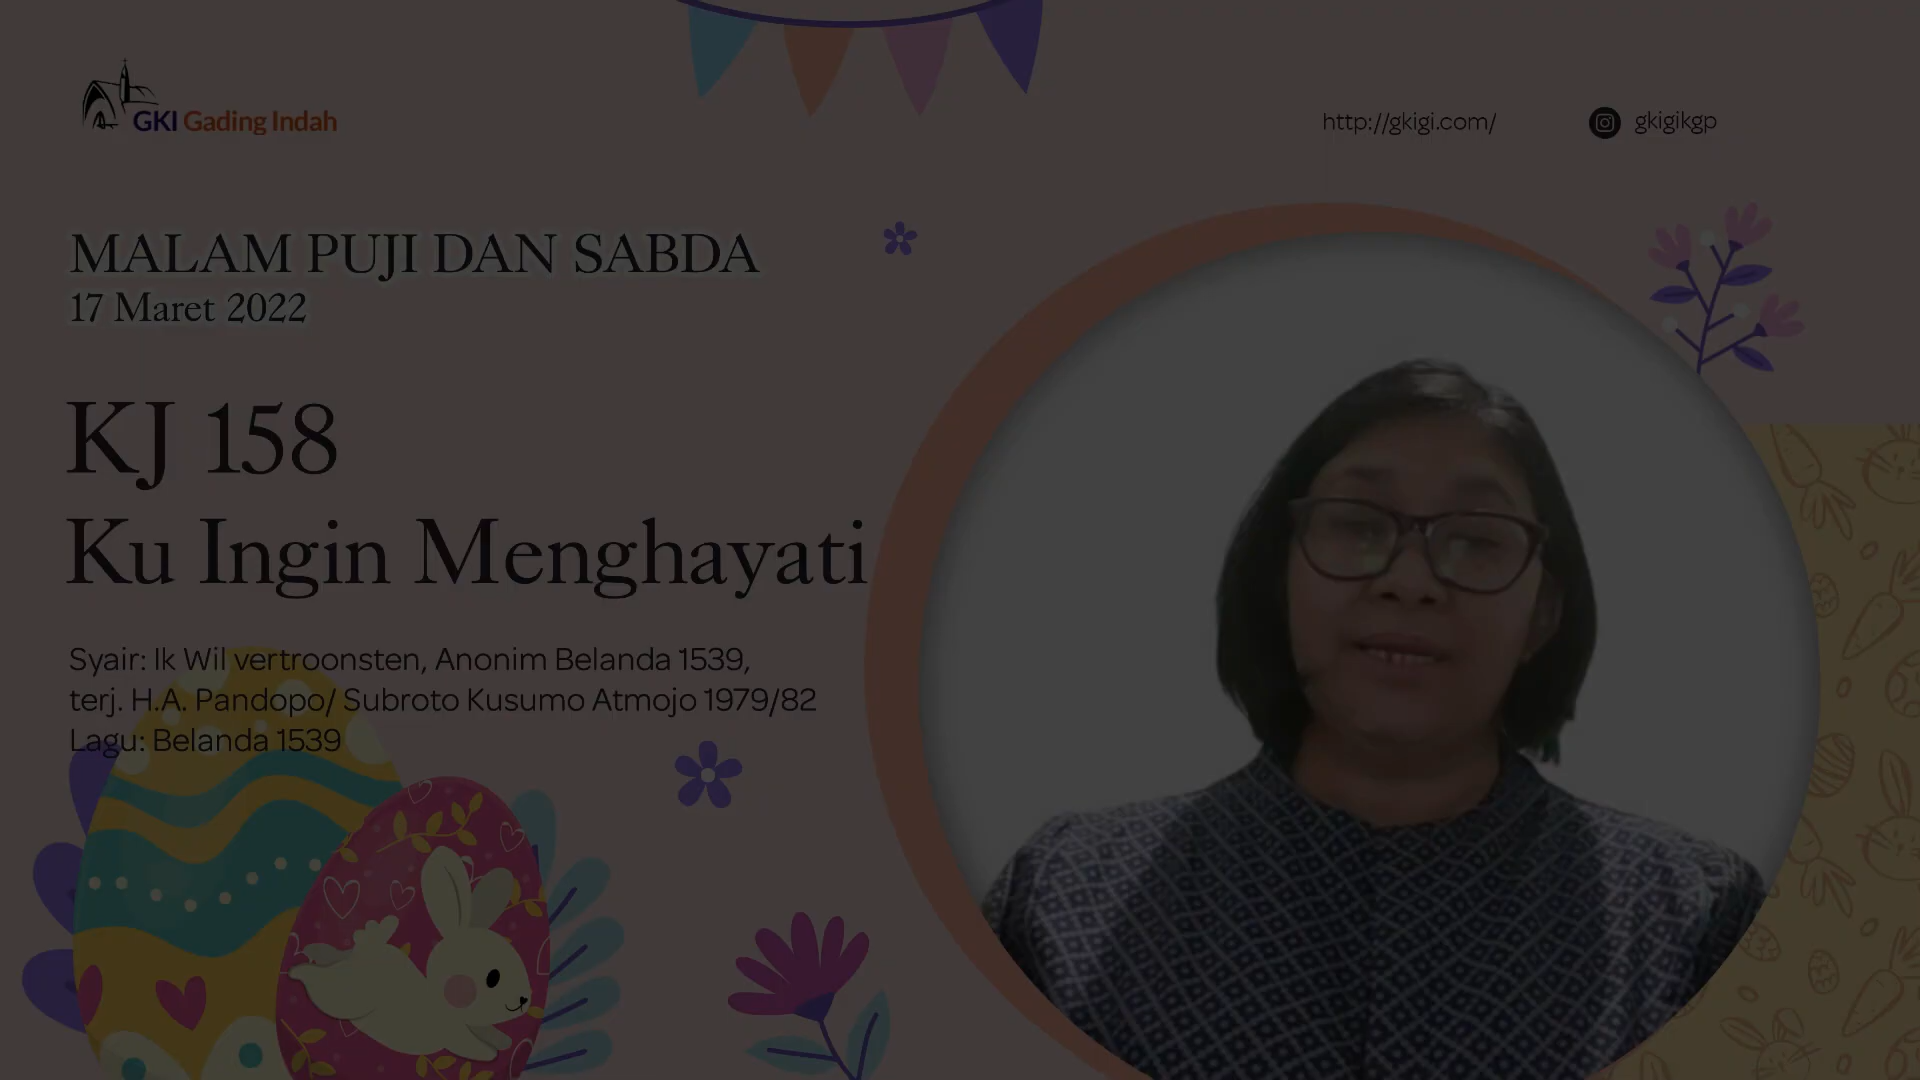 GKI Gading Indah
http://gkigi.com/
gkigikgp
MALAM PUJI DAN SABDA
17 Maret 2022
KJ 158
Ku Ingin Menghayati
Syair: Ik Wil vertroonsten, Anonim Belanda 1539,
terj. H.A. Pandopo/ Subroto Kusumo Atmojo 1979/82
Lagu: Belanda 1539